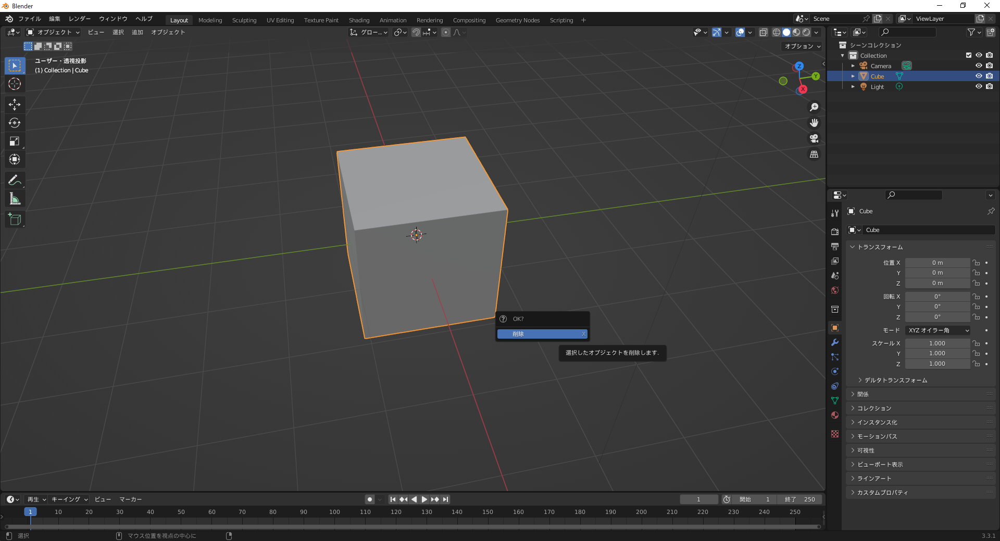 Blender
ファイル 編集 レンダー ウィンドウ ヘルプ Layout Modeling Sculpting UV Editing Texture Paint Shading Animation Rendering Compositing Geometry Nodes Scripting + Scene ViewLayer
オブジェクト ビュー 選択 追加 オブジェクト グロー...
オプション
ユーザー・透視投影
(1) Collection | Cube
Z
Y
X
シーンコレクション
Collection
Camera
Cube
Light
Cube
Cube
トランスフォーム
位置 X 0 m
Y 0 m
Z 0 m
回転 X 0°
Y 0°
Z 0°
モード XYZ オイラー角
スケール X 1.000
Y 1.000
Z 1.000
デルタトランスフォーム
関係
コレクション
インスタンス化
モーションパス
可視性
ビューポート表示
ラインアート
カスタムプロパティ
OK?
削除 X
選択したオブジェクトを削除します.
再生 キーイング ビュー マーカー 1 開始 1 終了 250
1 10 20 30 40 50 60 70 80 90 100 110 120 130 140 150 160 170 180 190 200 210 220 230 240 250
選択 マウス位置を視点の中心に 3.3.1